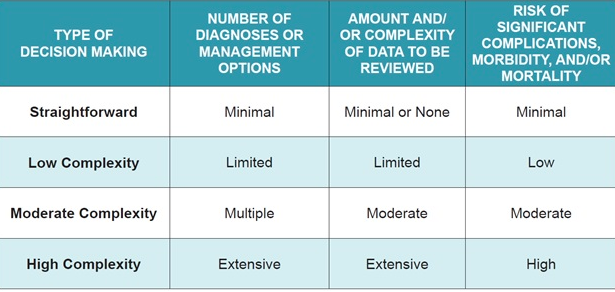 TYPE OF
DECISION MAKING
NUMBER OF
DIAGNOSES OR
MANAGEMENT
OPTIONS
AMOUNT AND/
OR COMPLEXITY
OF DATA TO BE
REVIEWED
RISK OF
SIGNIFICANT
COMPLICATIONS,
MORBIDITY, AND/OR
MORTALITY
Straightforward Minimal Minimal or None Minimal
Low Complexity Limited Limited Low
Moderate Complexity Multiple Moderate Moderate
High Complexity Extensive Extensive High